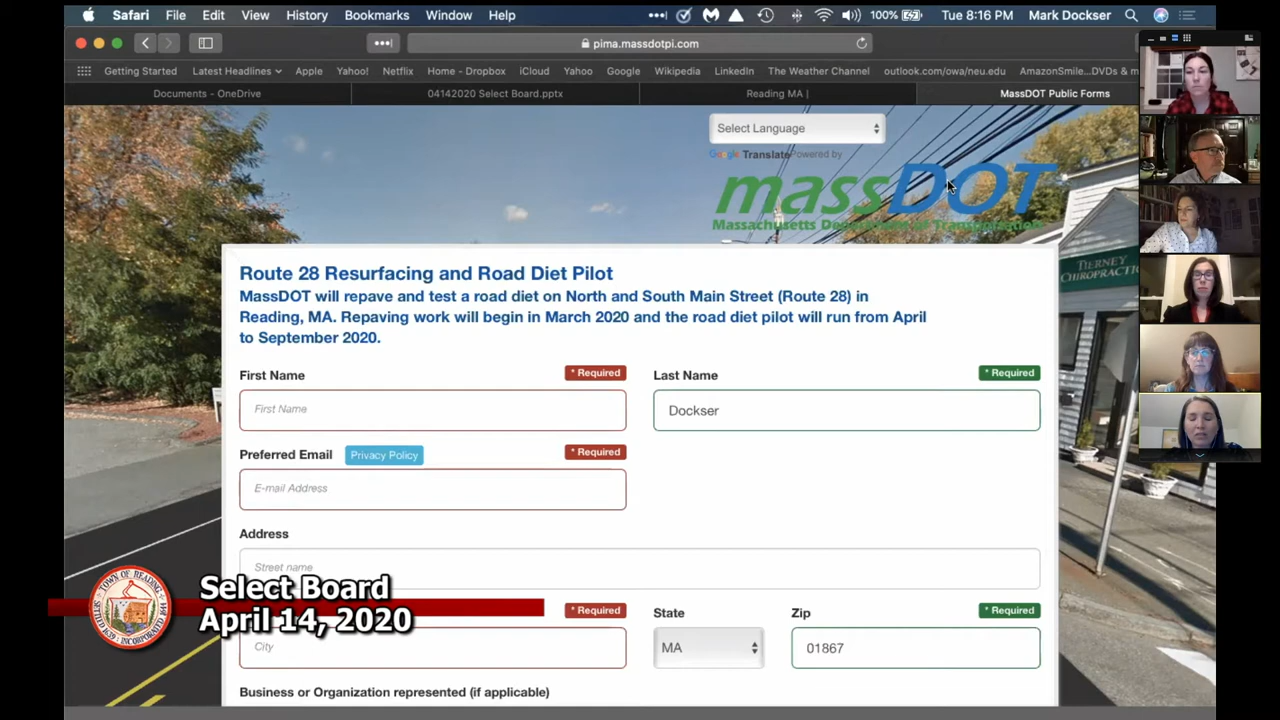 Safari File Edit View History Bookmarks Window Help 100% Tue 8:16 PM Mark Dockser
pima.massdotpi.com
Getting Started Latest Headlines Apple Yahoo! Netflix Home - Dropbox iCloud Yahoo Google Wikipedia LinkedIn The Weather Channel outlook.com/owa/neu.edu AmazonSmile...DVDs & m
Documents - OneDrive 04142020 Select Board.pptx Reading MA | MassDOT Public Forms
Select Language
Google Translate Powered by
massDOT
Massachusetts Department of Transportation
TIERNEY
CHIROPRACTIC
Route 28 Resurfacing and Road Diet Pilot
MassDOT will repave and test a road diet on North and South Main Street (Route 28) in
Reading, MA. Repaving work will begin in March 2020 and the road diet pilot will run from April
to September 2020.
First Name * Required Last Name * Required
First Name Dockser
Preferred Email Privacy Policy * Required
E-mail Address
Address
Street name
* Required State Zip * Required
City MA 01867
Business or Organization represented (if applicable)
TOWN OF READING
Select Board
April 14, 2020